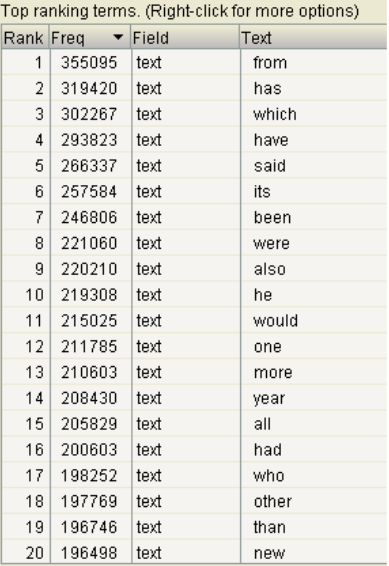 Top ranking terms. (Right-click for more options)
Rank Freq Field Text
1 355095 text from
2 319420 text has
3 302267 text which
4 293823 text have
5 266337 text said
6 257584 text its
7 246806 text been
8 221060 text were
9 220210 text also
10 219308 text he
11 215025 text would
12 211785 text one
13 210603 text more
14 208430 text year
15 205829 text all
16 200603 text had
17 198252 text who
18 197769 text other
19 196746 text than
20 196498 text new